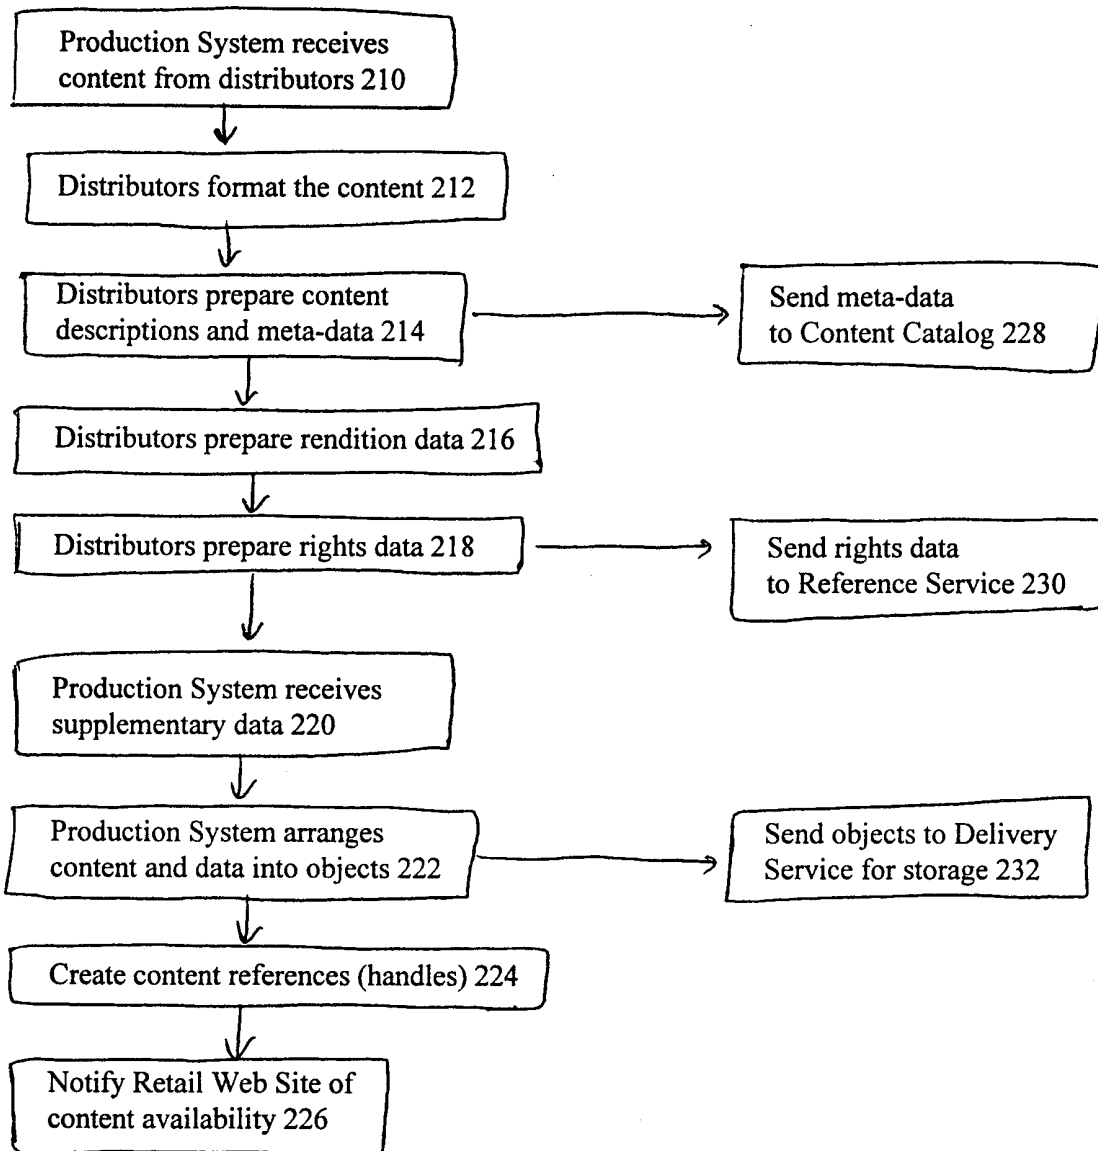 Production System receives
content from distributors 210
Distributors format the content 212
Distributors prepare content
descriptions and meta-data 214
Send meta-data
to Content Catalog 228
Distributors prepare rendition data 216
Distributors prepare rights data 218
Send rights data
to Reference Service 230
Production System receives
supplementary data 220
Production System arranges
content and data into objects 222
Send objects to Delivery
Service for storage 232
Create content references (handles) 224
Notify Retail Web Site of
content availability 226